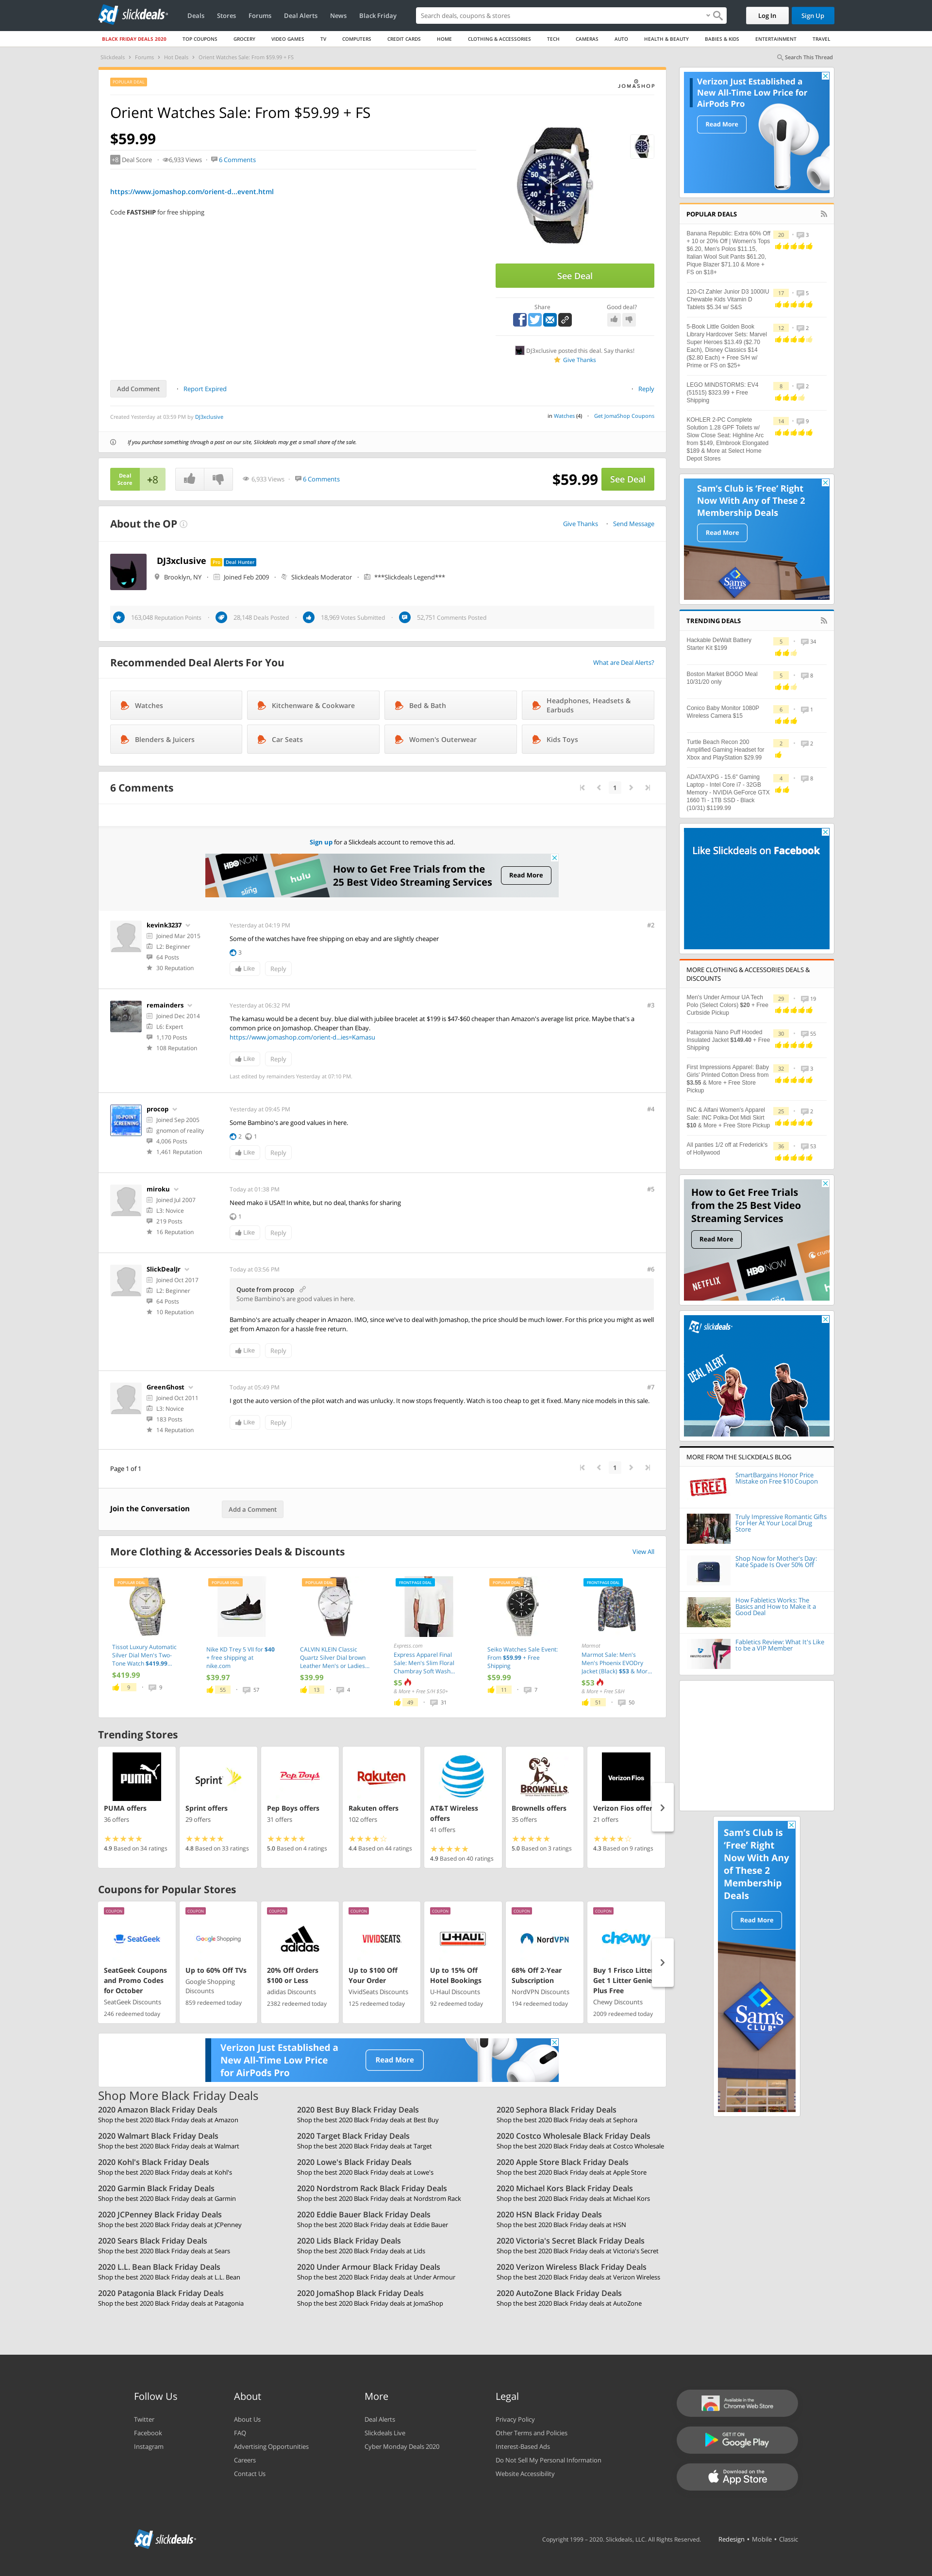 slickdeals
Deals Stores Forums Deal Alerts News Black Friday
Search deals, coupons & stores
Log In
Sign Up
BLACK FRIDAY DEALS 2020 TOP COUPONS GROCERY VIDEO GAMES TV COMPUTERS CREDIT CARDS HOME CLOTHING & ACCESSORIES TECH CAMERAS AUTO HEALTH & BEAUTY BABIES & KIDS ENTERTAINMENT TRAVEL
Slickdeals Forums Hot Deals Orient Watches Sale: From $59.99 + FS
Search This Thread
POPULAR DEAL
JOMASHOP
Orient Watches Sale: From $59.99 + FS
$59.99
+8 Deal Score 6,933 Views 6 Comments
https://www.jomashop.com/orient-d...event.html
Code FASTSHIP for free shipping
See Deal
Share
Good deal?
DJ3xclusive posted this deal. Say thanks!
Give Thanks
Add Comment
Report Expired
Reply
Created Yesterday at 03:59 PM by DJ3xclusive
in Watches (4) Get JomaShop Coupons
If you purchase something through a post on our site, Slickdeals may get a small share of the sale.
Deal Score
+8
6,933 Views 6 Comments
$59.99
See Deal
About the OP
Give Thanks Send Message
DJ3xclusive Pro Deal Hunter
Brooklyn, NY Joined Feb 2009 Slickdeals Moderator ***Slickdeals Legend***
163,048 Reputation Points 28,148 Deals Posted 18,969 Votes Submitted 52,751 Comments Posted
Recommended Deal Alerts For You
What are Deal Alerts?
Watches
Kitchenware & Cookware
Bed & Bath
Headphones, Headsets & Earbuds
Blenders & Juicers
Car Seats
Women's Outerwear
Kids Toys
6 Comments
1
Sign up for a Slickdeals account to remove this ad.
HBO NOW
hulu
sling
How to Get Free Trials from the
25 Best Video Streaming Services
Read More
kevink3237
Joined Mar 2015
L2: Beginner
64 Posts
30 Reputation
Yesterday at 04:19 PM
#2
Some of the watches have free shipping on ebay and are slightly cheaper
3
Like Reply
remainders
Joined Dec 2014
L6: Expert
1,170 Posts
108 Reputation
Yesterday at 06:32 PM
#3
The kamasu would be a decent buy. blue dial with jubilee bracelet at $199 is $47-$60 cheaper than Amazon's average list price. Maybe that's a
common price on Jomashop. Cheaper than Ebay.
https://www.jomashop.com/orient-d...ies=Kamasu
Like Reply
Last edited by remainders Yesterday at 07:10 PM.
procop
Joined Sep 2005
gnomon of reality
4,006 Posts
1,461 Reputation
10-POINT
SCREENING
Yesterday at 09:45 PM
#4
Some Bambino's are good values in here.
2 1
Like Reply
miroku
Joined Jul 2007
L3: Novice
219 Posts
16 Reputation
Today at 01:38 PM
#5
Need mako ii USA!!! In white, but no deal, thanks for sharing
1
Like Reply
SlickDealJr
Joined Oct 2017
L2: Beginner
64 Posts
10 Reputation
Today at 03:56 PM
#6
Quote from procop
Some Bambino's are good values in here.
Bambino's are actually cheaper in Amazon. IMO, since we've to deal with Jomashop, the price should be much lower. For this price you might as well
get from Amazon for a hassle free return.
Like Reply
GreenGhost
Joined Oct 2011
L3: Novice
183 Posts
14 Reputation
Today at 05:49 PM
#7
I got the auto version of the pilot watch and was unlucky. It now stops frequently. Watch is too cheap to get it fixed. Many nice models in this sale.
Like Reply
Page 1 of 1
1
Join the Conversation
Add a Comment
More Clothing & Accessories Deals & Discounts
View All
POPULAR DEAL
Tissot Luxury Automatic
Silver Dial Men's Two-
Tone Watch $419.99...
$419.99
9 9
POPULAR DEAL
Nike KD Trey 5 VII for $40
+ free shipping at
nike.com
$39.97
55 57
POPULAR DEAL
CALVIN KLEIN Classic
Quartz Silver Dial brown
Leather Men's or Ladies...
$39.99
13 4
FRONTPAGE DEAL
Express.com
Express Apparel Final
Sale: Men's Slim Floral
Chambray Soft Wash...
$5
& More + Free S/H $50+
49 31
POPULAR DEAL
Seiko Watches Sale Event:
From $59.99 + Free
Shipping
$59.99
11 7
FRONTPAGE DEAL
Marmot
Marmot Sale: Men's
Men's Phoenix EVODry
Jacket (Black) $53 & Mor...
$53
& More + Free S&H
51 50
Trending Stores
PUMA
PUMA offers
36 offers
4.9 Based on 34 ratings
Sprint
Sprint offers
29 offers
4.8 Based on 33 ratings
Pep Boys
Pep Boys offers
31 offers
5.0 Based on 4 ratings
Rakuten
Rakuten offers
102 offers
4.4 Based on 44 ratings
AT&T Wireless
offers
41 offers
4.9 Based on 40 ratings
BROWNELLS
Brownells offers
35 offers
5.0 Based on 3 ratings
Verizon Fios
Verizon Fios offer
21 offers
4.3 Based on 9 ratings
Coupons for Popular Stores
COUPON
SeatGeek
SeatGeek Coupons
and Promo Codes
for October
SeatGeek Discounts
246 redeemed today
COUPON
Google Shopping
Up to 60% Off TVs
Google Shopping
Discounts
859 redeemed today
COUPON
adidas
20% Off Orders
$100 or Less
adidas Discounts
2382 redeemed today
COUPON
VIVIDSEATS.
Up to $100 Off
Your Order
VividSeats Discounts
125 redeemed today
COUPON
U-HAUL
Up to 15% Off
Hotel Bookings
U-Haul Discounts
92 redeemed today
COUPON
NordVPN
68% Off 2-Year
Subscription
NordVPN Discounts
194 redeemed today
COUPON
chewy
Buy 1 Frisco Litte
Get 1 Litter Genie
Plus Free
Chewy Discounts
2009 redeemed today
Verizon Just Established a
New All-Time Low Price
for AirPods Pro
Read More
Shop More Black Friday Deals
2020 Amazon Black Friday Deals
Shop the best 2020 Black Friday deals at Amazon
2020 Best Buy Black Friday Deals
Shop the best 2020 Black Friday deals at Best Buy
2020 Sephora Black Friday Deals
Shop the best 2020 Black Friday deals at Sephora
2020 Walmart Black Friday Deals
Shop the best 2020 Black Friday deals at Walmart
2020 Target Black Friday Deals
Shop the best 2020 Black Friday deals at Target
2020 Costco Wholesale Black Friday Deals
Shop the best 2020 Black Friday deals at Costco Wholesale
2020 Kohl's Black Friday Deals
Shop the best 2020 Black Friday deals at Kohl's
2020 Lowe's Black Friday Deals
Shop the best 2020 Black Friday deals at Lowe's
2020 Apple Store Black Friday Deals
Shop the best 2020 Black Friday deals at Apple Store
2020 Garmin Black Friday Deals
Shop the best 2020 Black Friday deals at Garmin
2020 Nordstrom Rack Black Friday Deals
Shop the best 2020 Black Friday deals at Nordstrom Rack
2020 Michael Kors Black Friday Deals
Shop the best 2020 Black Friday deals at Michael Kors
2020 JCPenney Black Friday Deals
Shop the best 2020 Black Friday deals at JCPenney
2020 Eddie Bauer Black Friday Deals
Shop the best 2020 Black Friday deals at Eddie Bauer
2020 HSN Black Friday Deals
Shop the best 2020 Black Friday deals at HSN
2020 Sears Black Friday Deals
Shop the best 2020 Black Friday deals at Sears
2020 Lids Black Friday Deals
Shop the best 2020 Black Friday deals at Lids
2020 Victoria's Secret Black Friday Deals
Shop the best 2020 Black Friday deals at Victoria's Secret
2020 L.L. Bean Black Friday Deals
Shop the best 2020 Black Friday deals at L.L. Bean
2020 Under Armour Black Friday Deals
Shop the best 2020 Black Friday deals at Under Armour
2020 Verizon Wireless Black Friday Deals
Shop the best 2020 Black Friday deals at Verizon Wireless
2020 Patagonia Black Friday Deals
Shop the best 2020 Black Friday deals at Patagonia
2020 JomaShop Black Friday Deals
Shop the best 2020 Black Friday deals at JomaShop
2020 AutoZone Black Friday Deals
Shop the best 2020 Black Friday deals at AutoZone
Verizon Just Established a
New All-Time Low Price for
AirPods Pro
Read More
POPULAR DEALS
Banana Republic: Extra 60% Off
+ 10 or 20% Off | Women's Tops
$6.20, Men's Polos $11.15,
Italian Wool Suit Pants $61.20,
Pique Blazer $71.10 & More +
FS on $18+
20 3
120-Ct Zahler Junior D3 1000IU
Chewable Kids Vitamin D
Tablets $5.34 w/ S&S
17 5
5-Book Little Golden Book
Library Hardcover Sets: Marvel
Super Heroes $13.49 ($2.70
Each), Disney Classics $14
($2.80 Each) + Free S/H w/
Prime or FS on $25+
12 2
LEGO MINDSTORMS: EV4
(51515) $323.99 + Free
Shipping
8 2
KOHLER 2-PC Complete
Solution 1.28 GPF Toilets w/
Slow Close Seat: Highline Arc
from $149, Elmbrook Elongated
$189 & More at Select Home
Depot Stores
14 9
Sam's Club is 'Free' Right
Now With Any of These 2
Membership Deals
Read More
Sam's
CLUB
TRENDING DEALS
Hackable DeWalt Battery
Starter Kit $199
5 34
Boston Market BOGO Meal
10/31/20 only
5 8
Conico Baby Monitor 1080P
Wireless Camera $15
6 1
Turtle Beach Recon 200
Amplified Gaming Headset for
Xbox and PlayStation $29.99
2 2
ADATA/XPG - 15.6" Gaming
Laptop - Intel Core i7 - 32GB
Memory - NVIDIA GeForce GTX
1660 Ti - 1TB SSD - Black
(10/31) $1199.99
4 8
Like Slickdeals on Facebook
MORE CLOTHING & ACCESSORIES DEALS &
DISCOUNTS
Men's Under Armour UA Tech
Polo (Select Colors) $20 + Free
Curbside Pickup
29 19
Patagonia Nano Puff Hooded
Insulated Jacket $149.40 + Free
Shipping
30 55
First Impressions Apparel: Baby
Girls' Printed Cotton Dress from
$3.55 & More + Free Store
Pickup
32 3
INC & Alfani Women's Apparel
Sale: INC Polka-Dot Midi Skirt
$10 & More + Free Store Pickup
25 2
All panties 1/2 off at Frederick's
of Hollywood
36 53
How to Get Free Trials
from the 25 Best Video
Streaming Services
Read More
NETFLIX
HBO NOW
slickdeals
DEAL ALERT
MORE FROM THE SLICKDEALS BLOG
FREE
SmartBargains Honor Price
Mistake on Free $10 Coupon
Truly Impressive Romantic Gifts
For Her At Your Local Drug
Store
Shop Now for Mother's Day:
Kate Spade Is Over 50% Off
How Fabletics Works: The
Basics and How to Make it a
Good Deal
Fabletics Review: What It's Like
to be a VIP Member
Sam's Club is
'Free' Right
Now With Any
of These 2
Membership
Deals
Read More
Sam's
CLUB
Follow Us
Twitter
Facebook
Instagram
About
About Us
FAQ
Advertising Opportunities
Careers
Contact Us
More
Deal Alerts
Slickdeals Live
Cyber Monday Deals 2020
Legal
Privacy Policy
Other Terms and Policies
Interest-Based Ads
Do Not Sell My Personal Information
Website Accessibility
Available in the
Chrome Web Store
GET IT ON
Google Play
Download on the
App Store
slickdeals
Copyright 1999 – 2020. Slickdeals, LLC. All Rights Reserved. Redesign • Mobile • Classic